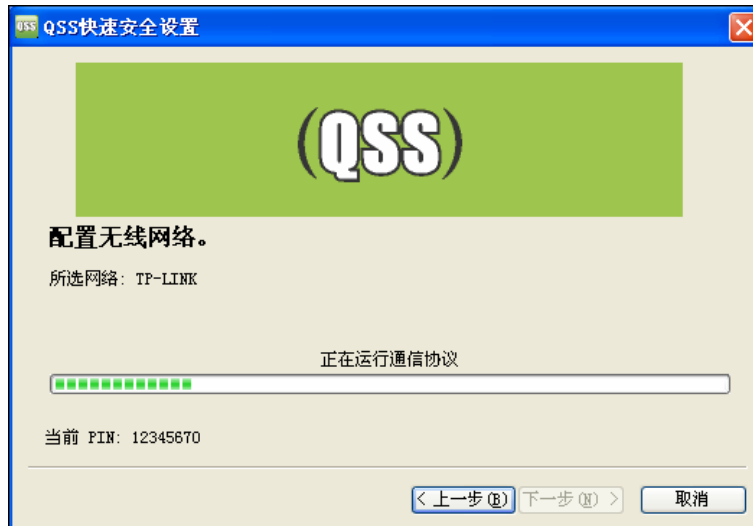 QSS QSS快速安全设置
(QSS)
配置无线网络。
所选网络: TP-LINK
正在运行通信协议
当前 PIN: 12345670
< 上一步(B) 下一步(N) > 取消